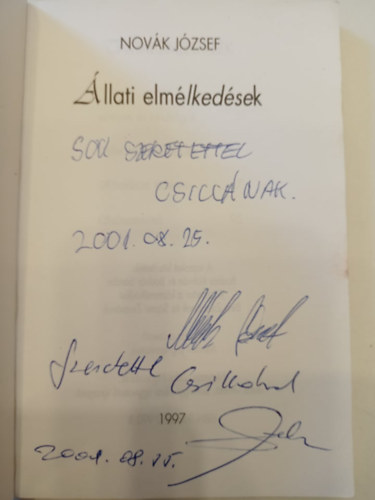 NOVÁK JÓZSEF
Állati elmélkedések
SOK SZERETETTEL
CSILLÁNAK.
2001.08.25.
Szeretettel
Csillának
1997
2001.08.25.